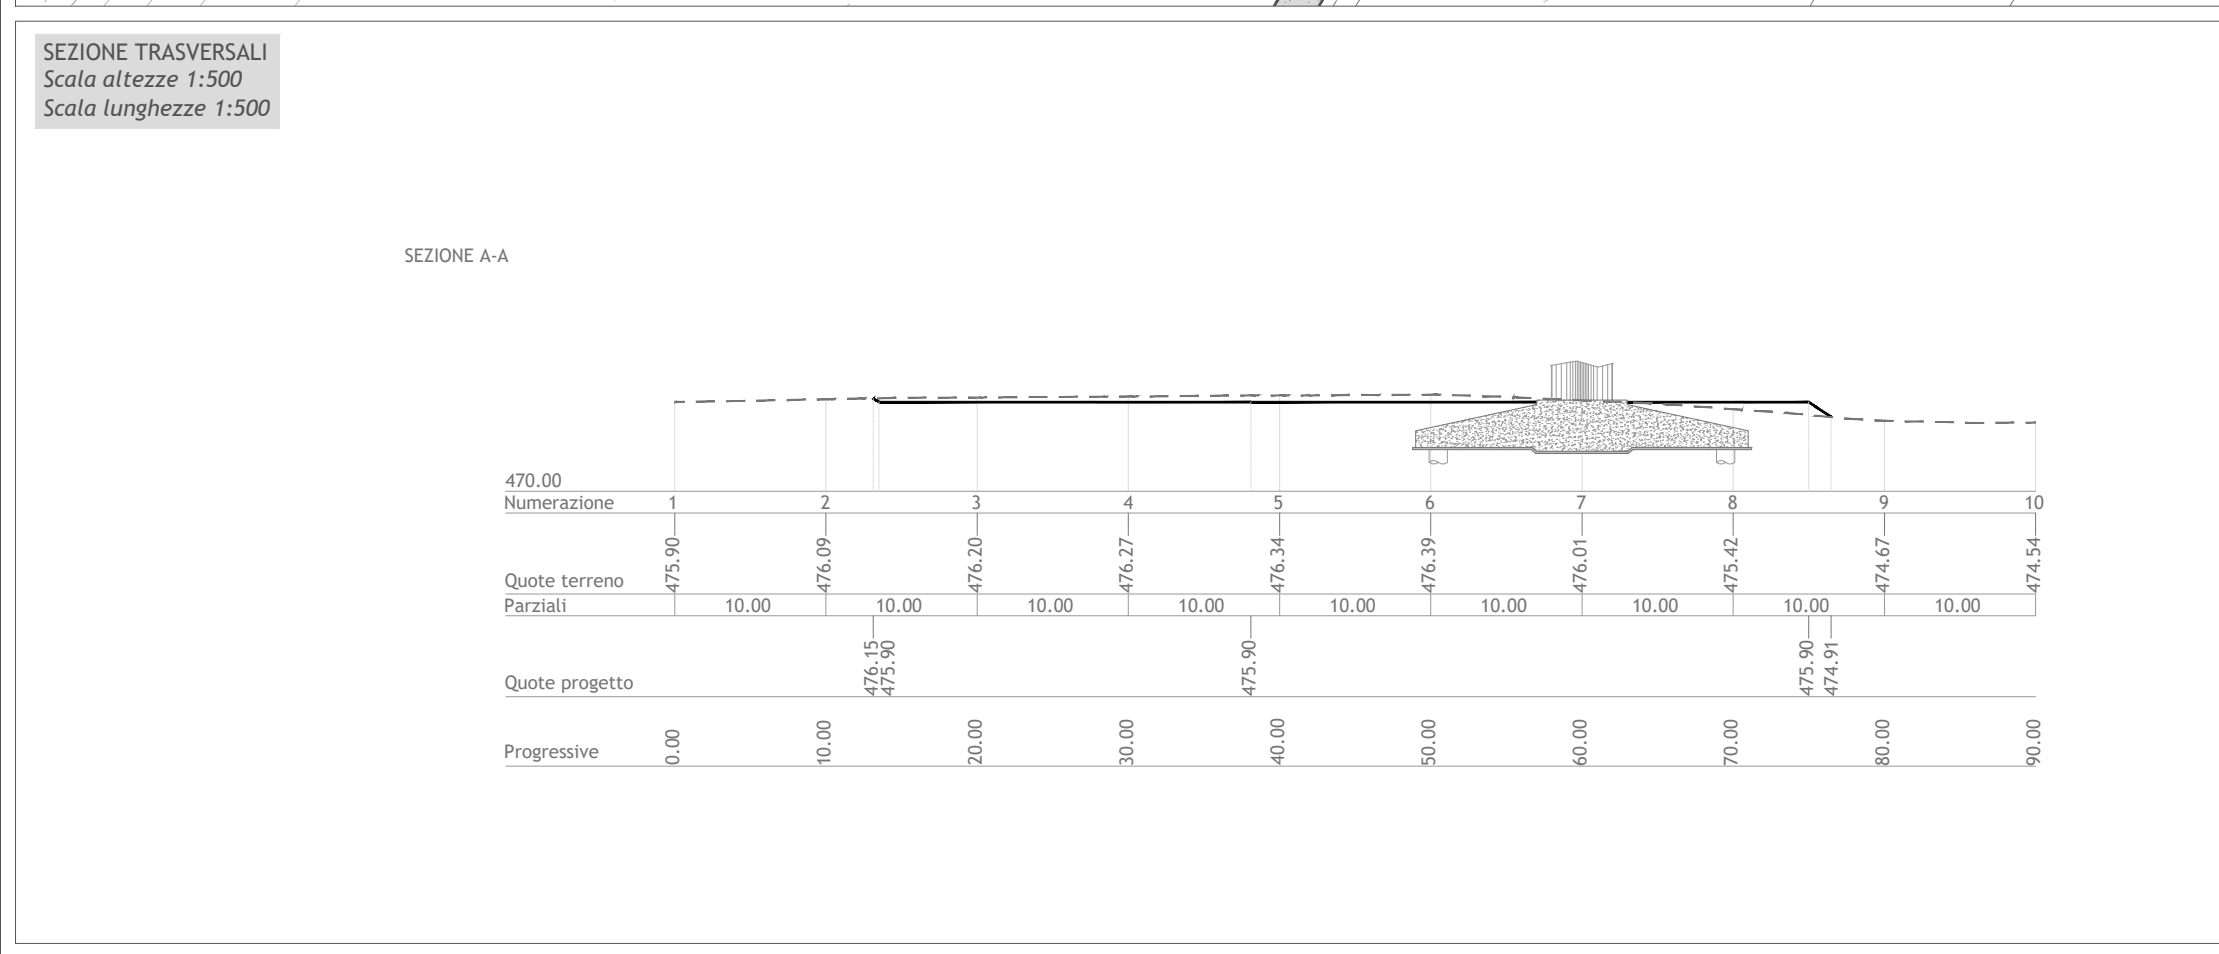 SEZIONE TRASVERSALI
Scala altezze 1:500
Scala lunghezze 1:500
SEZIONE A-A
470.00
Numerazione 1 2 3 4 5 6 7 8 9 10
Quote terreno 475.90 476.09 476.20 476.27 476.34 476.39 476.01 475.42 474.67 474.54
Parziali 10.00 10.00 10.00 10.00 10.00 10.00 10.00 10.00 10.00
Quote progetto 476.15 475.90 475.90 475.90 474.91
Progressive 0.00 10.00 20.00 30.00 40.00 50.00 60.00 70.00 80.00 90.00